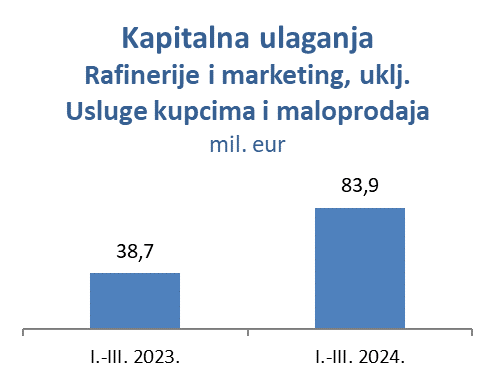 Kapitalna ulaganja
Rafinerije i marketing, uklj.
Usluge kupcima i maloprodaja
mil. eur
83,9
38,7
I.-III. 2023.
I.-III. 2024.